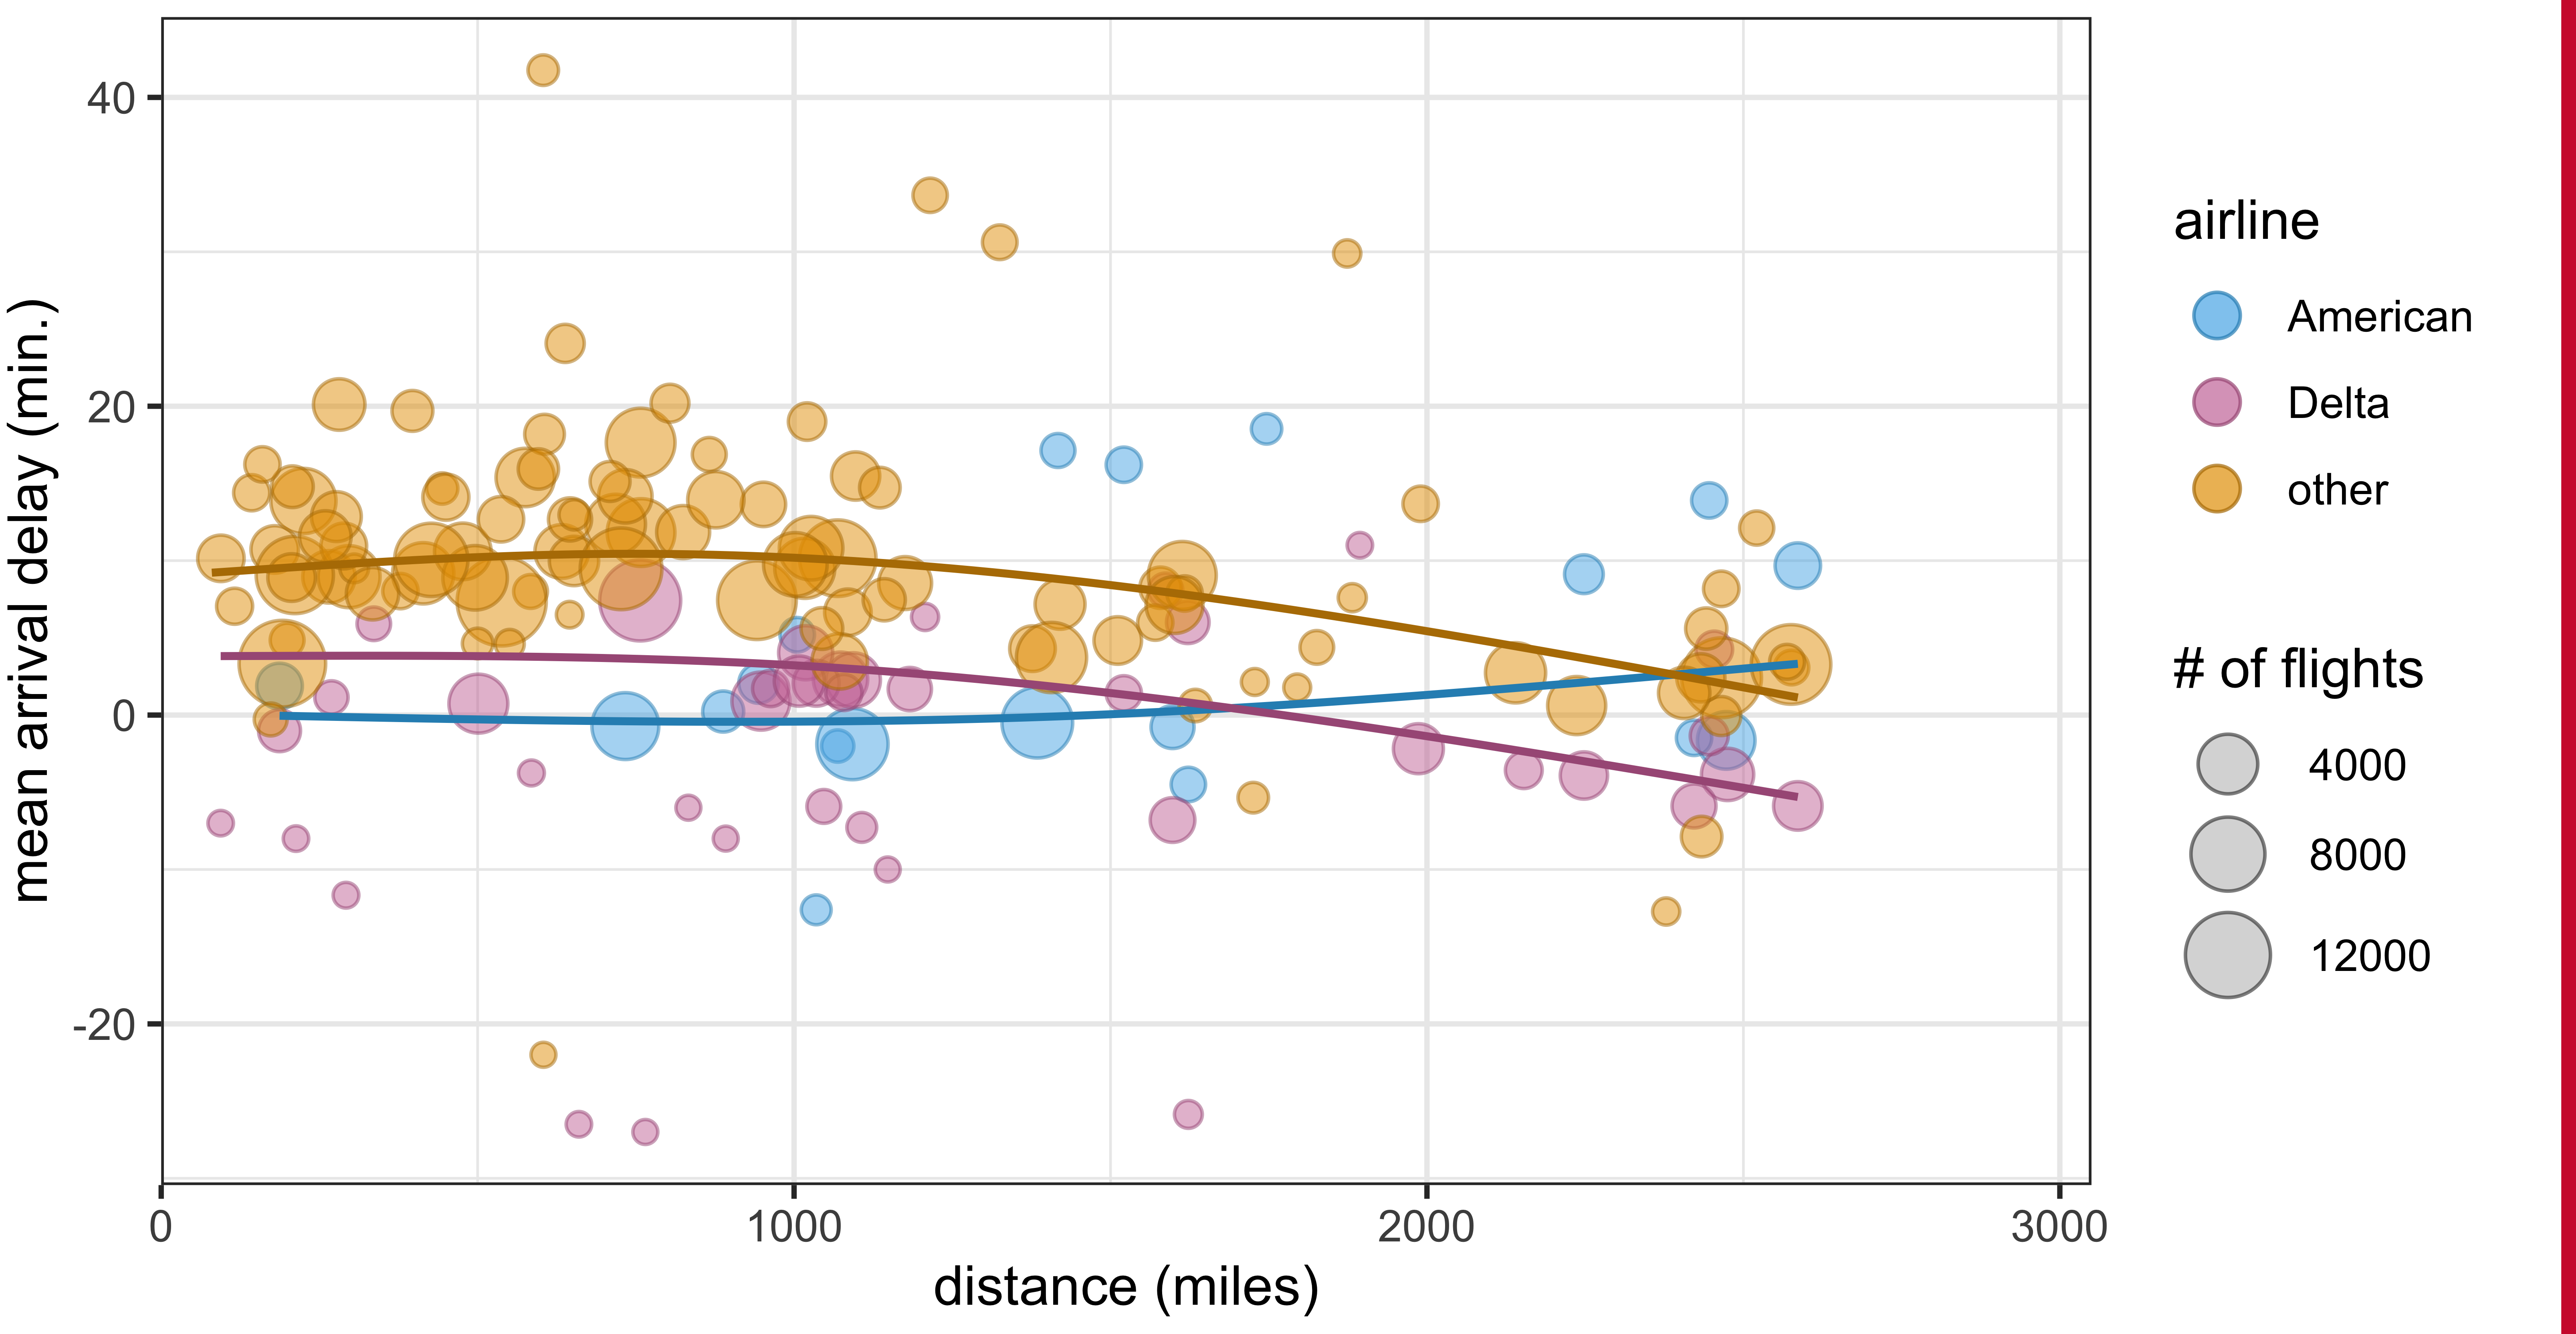 mean arrival delay (min.)
40
20
0
-20
0
1000
2000
3000
distance (miles)
airline
American
Delta
other
# of flights
4000
8000
12000